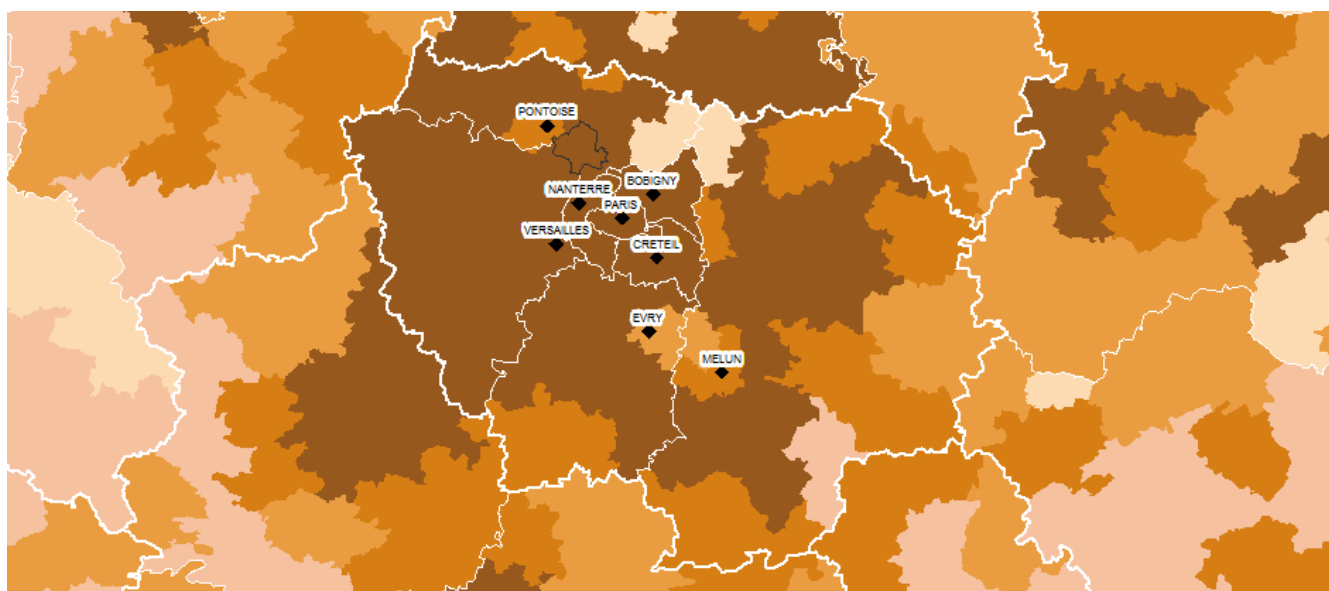 PONTOISE
BOBIGNY
NANTERRE
PARIS
VERSAILLES
CRETEIL
EVRY
MELUN